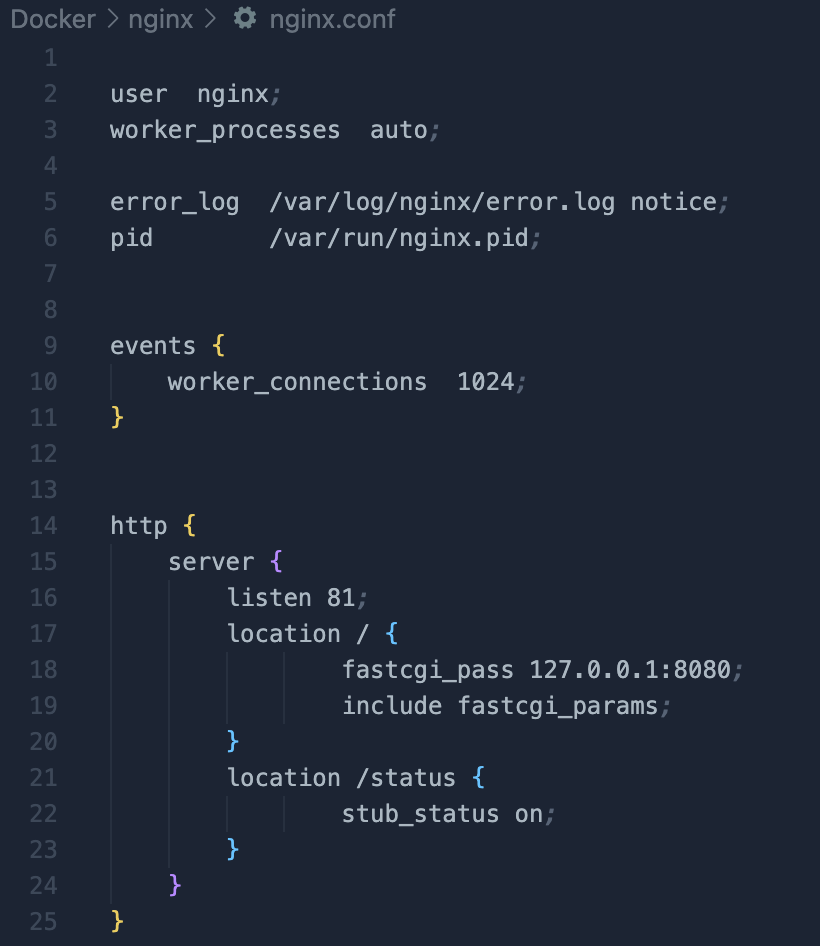 Docker > nginx > nginx.conf
1
2 user  nginx;
3 worker_processes  auto;
4
5 error_log  /var/log/nginx/error.log notice;
6 pid        /var/run/nginx.pid;
7
8
9 events {
10     worker_connections  1024;
11 }
12
13
14 http {
15     server {
16         listen 81;
17         location / {
18                 fastcgi_pass 127.0.0.1:8080;
19                 include fastcgi_params;
20         }
21         location /status {
22                 stub_status on;
23         }
24     }
25 }